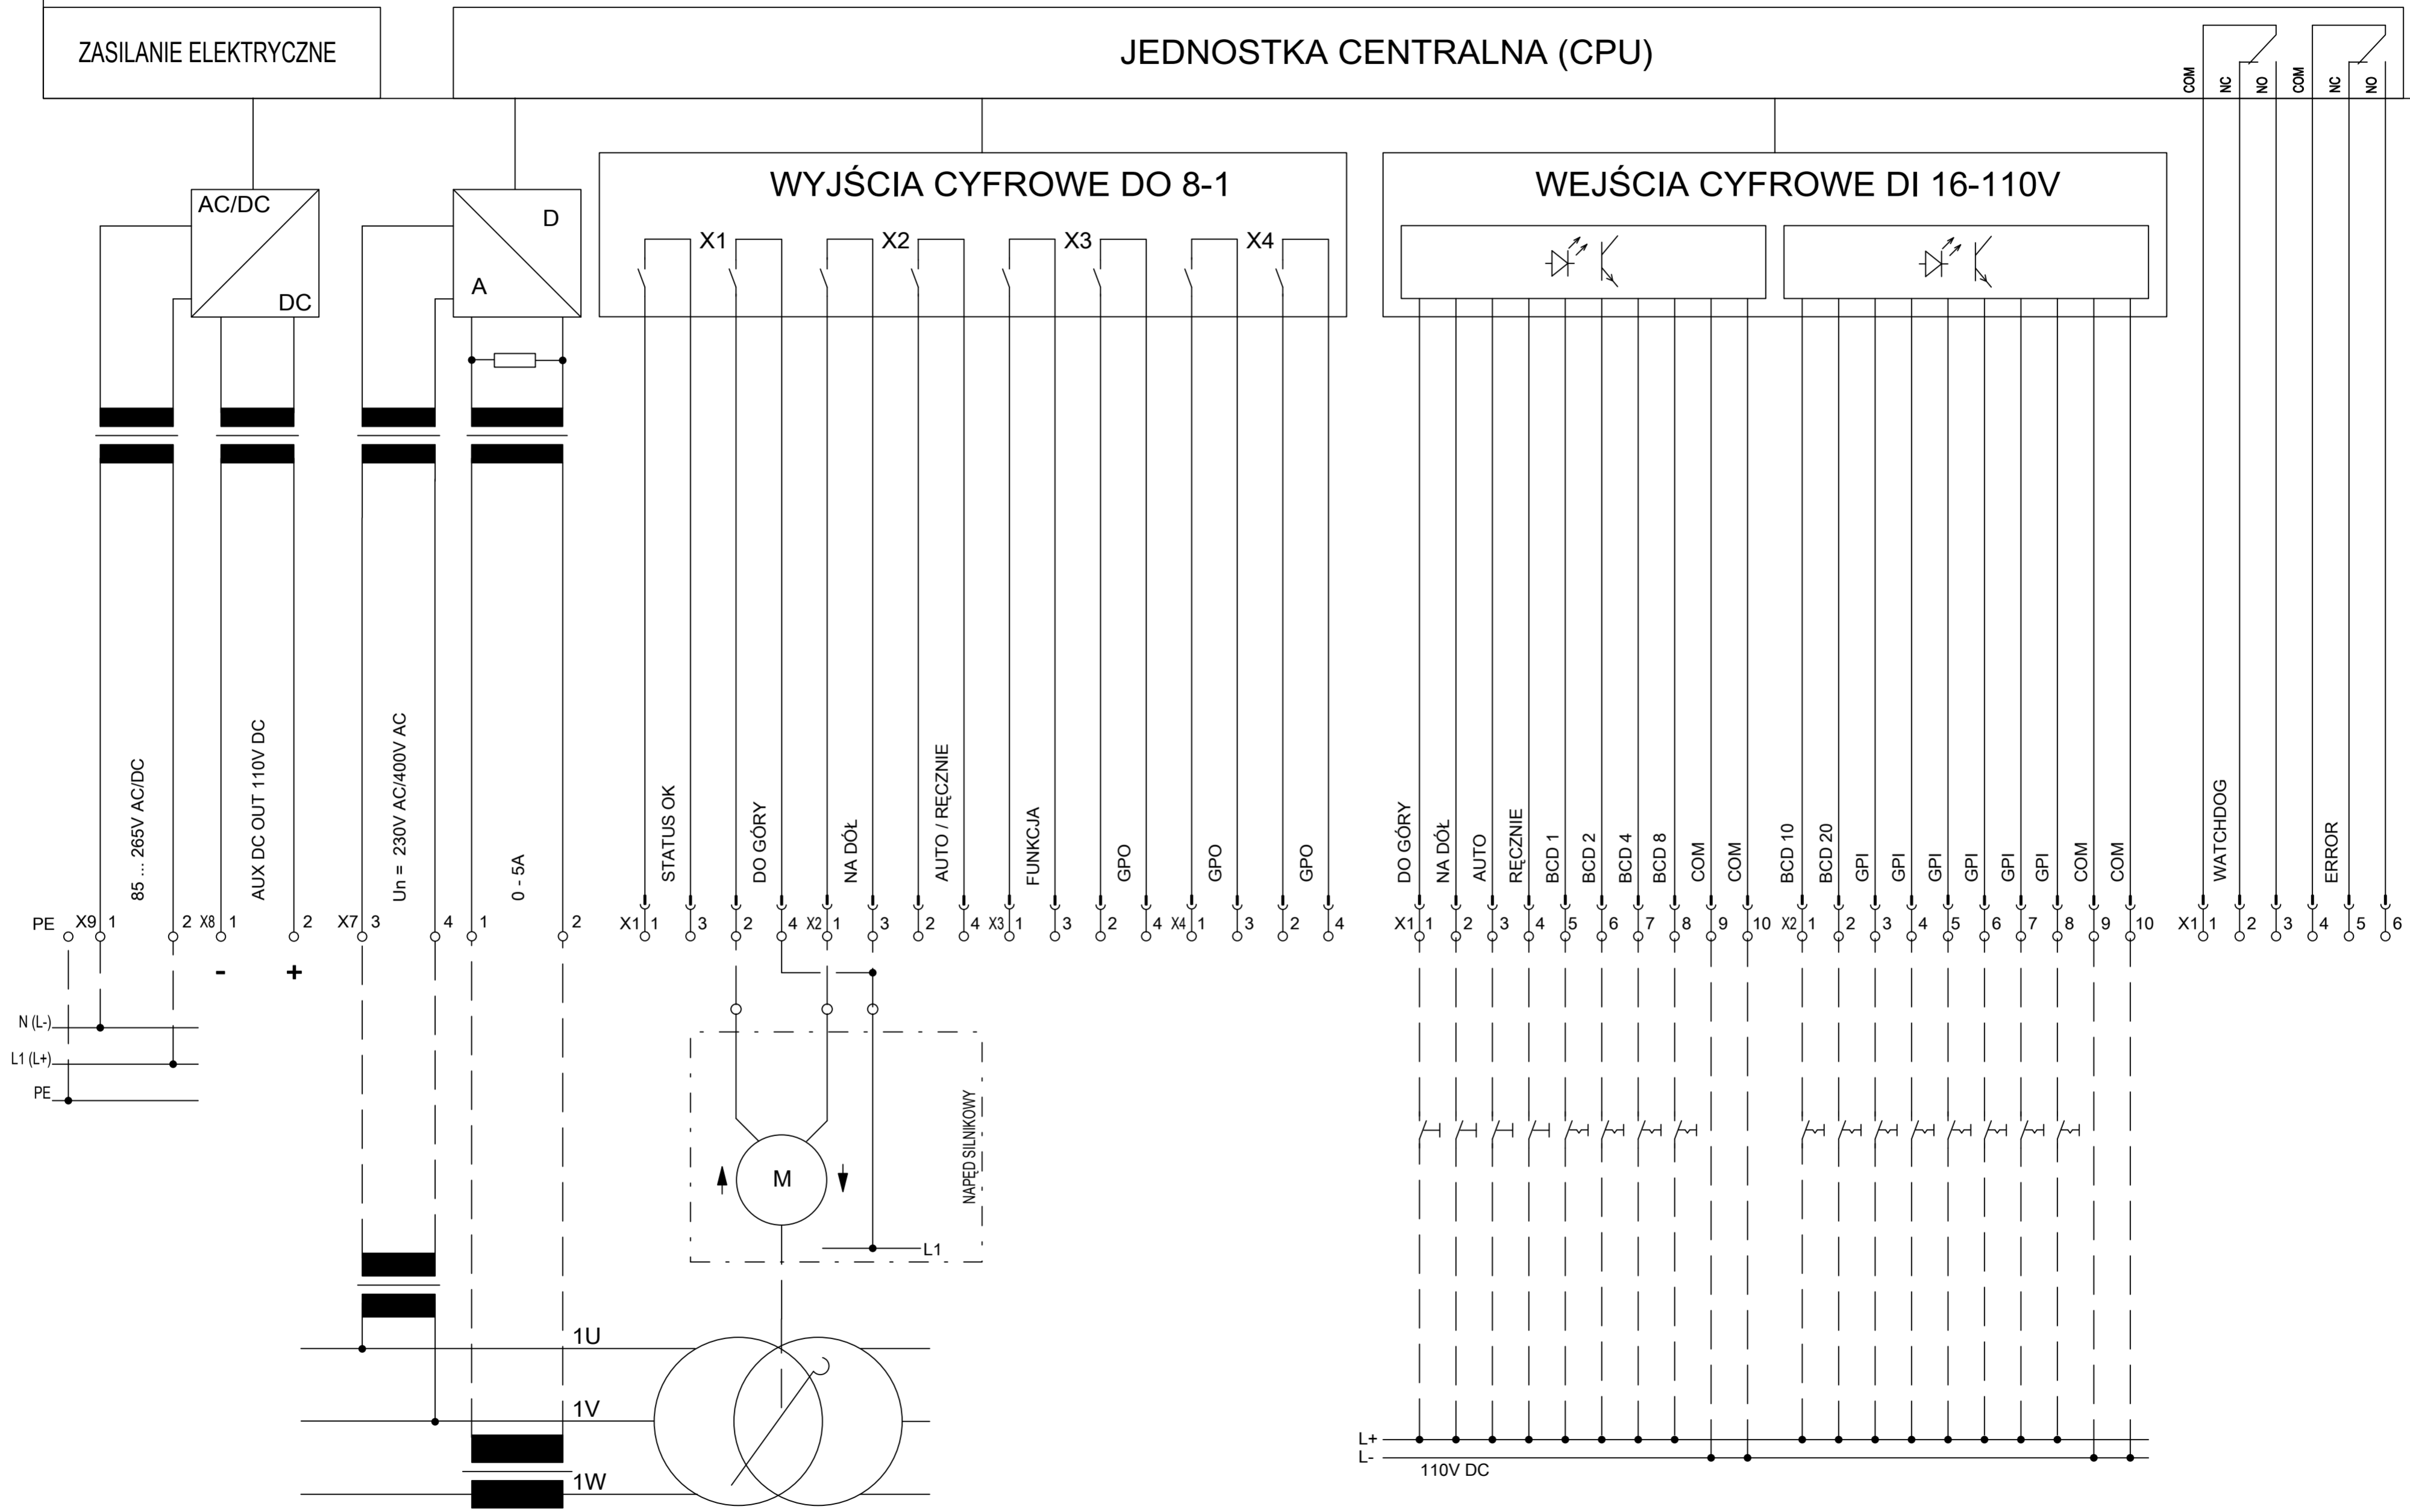 ZASILANIE ELEKTRYCZNE
JEDNOSTKA CENTRALNA (CPU)
COM
NC
NO
COM
NC
NO
WYJŚCIA CYFROWE DO 8-1
WEJŚCIA CYFROWE DI 16-110V
AC/DC
DC
D
A
X1
X2
X3
X4
85 ... 265V AC/DC
AUX DC OUT 110V DC
Un = 230V AC/400V AC
0 - 5A
STATUS OK
DO GÓRY
NA DÓŁ
AUTO / RĘCZNIE
FUNKCJA
GPO
GPO
GPO
DO GÓRY
NA DÓŁ
AUTO
RĘCZNIE
BCD 1
BCD 2
BCD 4
BCD 8
COM
COM
BCD 10
BCD 20
GPI
GPI
GPI
GPI
GPI
GPI
COM
COM
WATCHDOG
ERROR
PE X9 1 2 X8 1 2 X7 3 4 1 2 X1 1 3 2 4 X2 1 3 2 4 X3 1 3 2 4 X4 1 3 2 4 X1 1 2 3 4 5 6 7 8 9 10 X2 1 2 3 4 5 6 7 8 9 10 X1 1 2 3 4 5 6
- +
N (L-)
L1 (L+)
PE
NAPĘD SILNIKOWY
M
L1
1U
1V
1W
L+
L-
110V DC